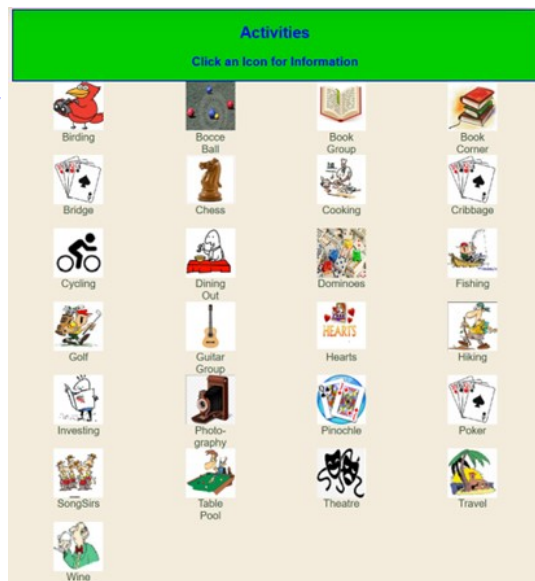 Activities
Click an Icon for Information
Birding
Bocce
Ball
Book
Group
Book
Corner
Bridge
Chess
Cooking
Cribbage
Cycling
Dining
Out
Dominoes
Fishing
Golf
Guitar
Group
HEARTS
Hearts
Hiking
Investing
Photo-
graphy
Pinochle
Poker
SongSirs
Table
Pool
Theatre
Travel
Wine